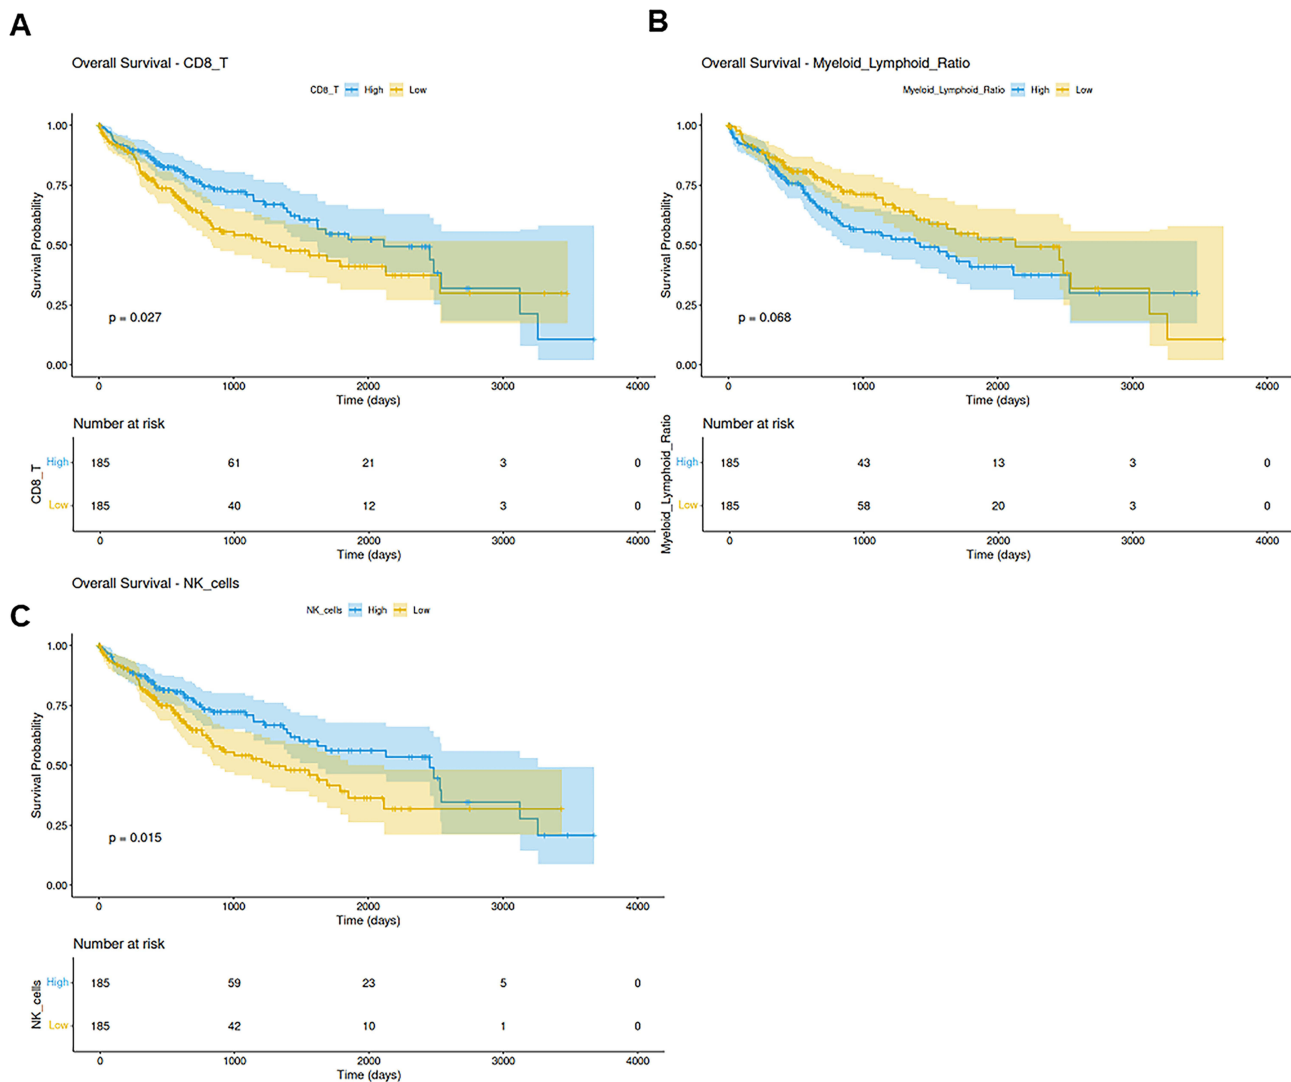 A
Overall Survival - CD8_T
CD8_T High Low
Survival Probability
1.00
0.75
0.50
0.25
0.00
p = 0.027
0 1000 2000 3000 4000
Time (days)
Number at risk
CD8_T
High 185 61 21 3 0
Low 185 40 12 3 0
0 1000 2000 3000 4000
Time (days)
B
Overall Survival - Myeloid_Lymphoid_Ratio
Myeloid_Lymphoid_Ratio High Low
Survival Probability
1.00
0.75
0.50
0.25
0.00
p = 0.068
0 1000 2000 3000 4000
Time (days)
Number at risk
Myeloid_Lymphoid_Ratio
High 185 43 13 3 0
Low 185 58 20 3 0
0 1000 2000 3000 4000
Time (days)
C
Overall Survival - NK_cells
NK_cells High Low
Survival Probability
1.00
0.75
0.50
0.25
0.00
p = 0.015
0 1000 2000 3000 4000
Time (days)
Number at risk
NK_cells
High 185 59 23 5 0
Low 185 42 10 1 0
0 1000 2000 3000 4000
Time (days)